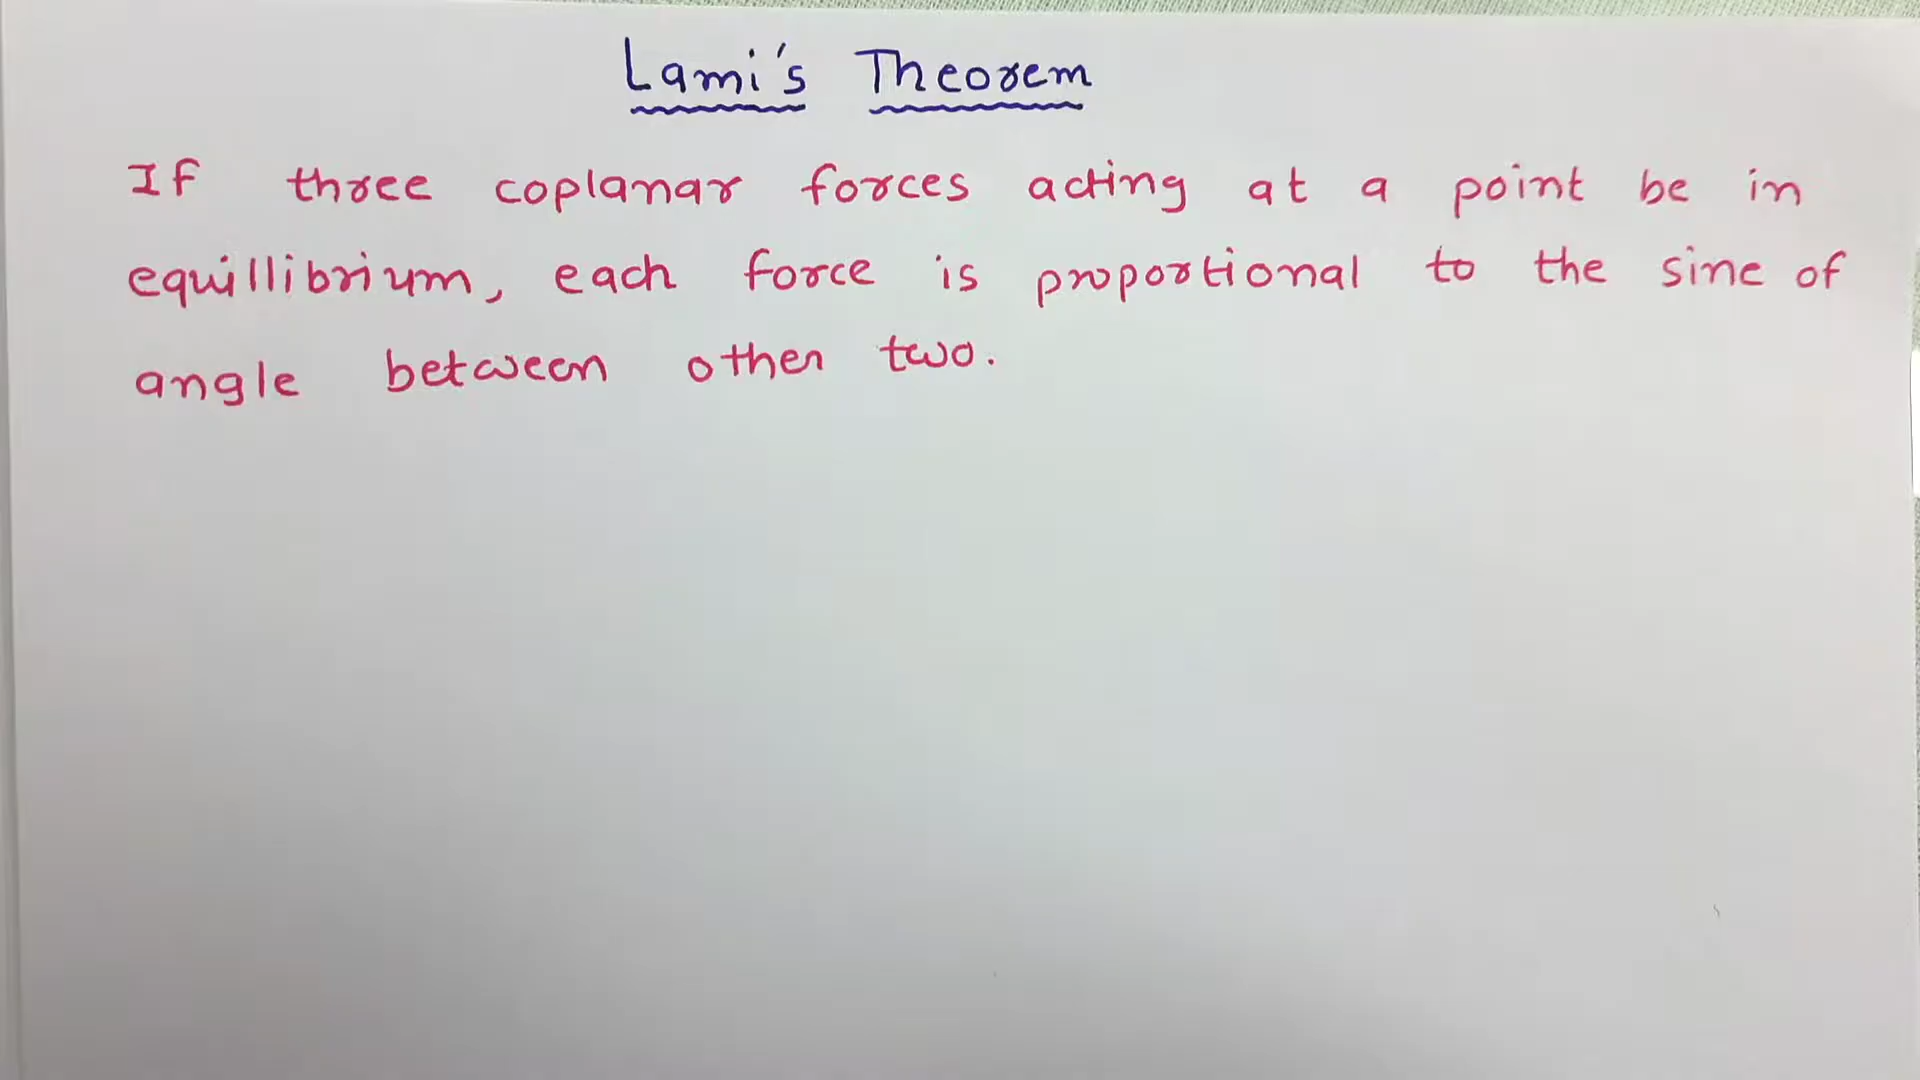 Lami's Theorem
If three coplanar forces acting at a point be in
equillibrium, each force is proportional to the sine of
angle between other two.